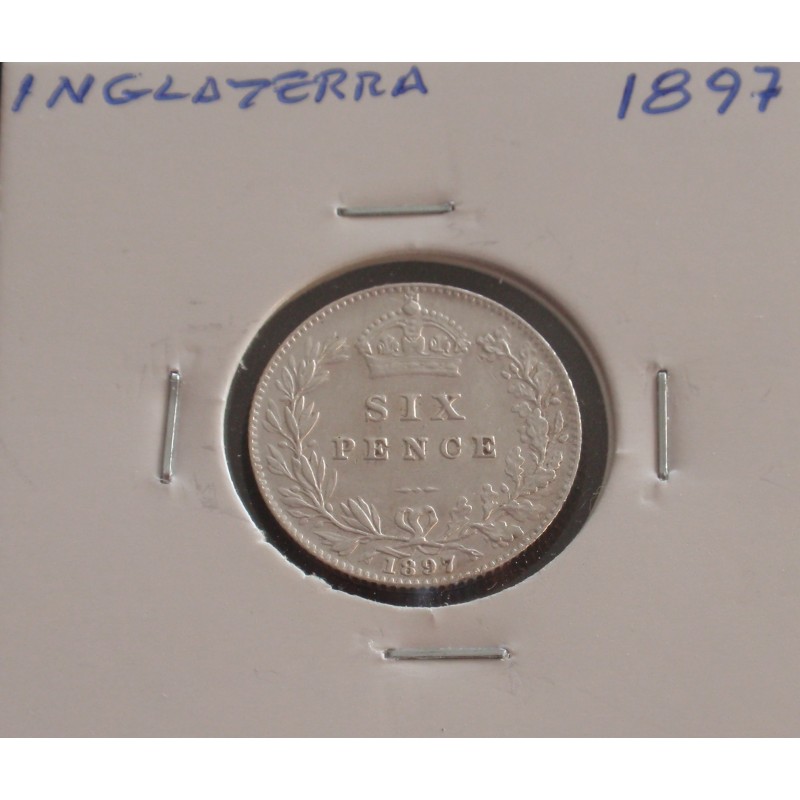 INGLATERRA 1897
SIX
PENCE
1897